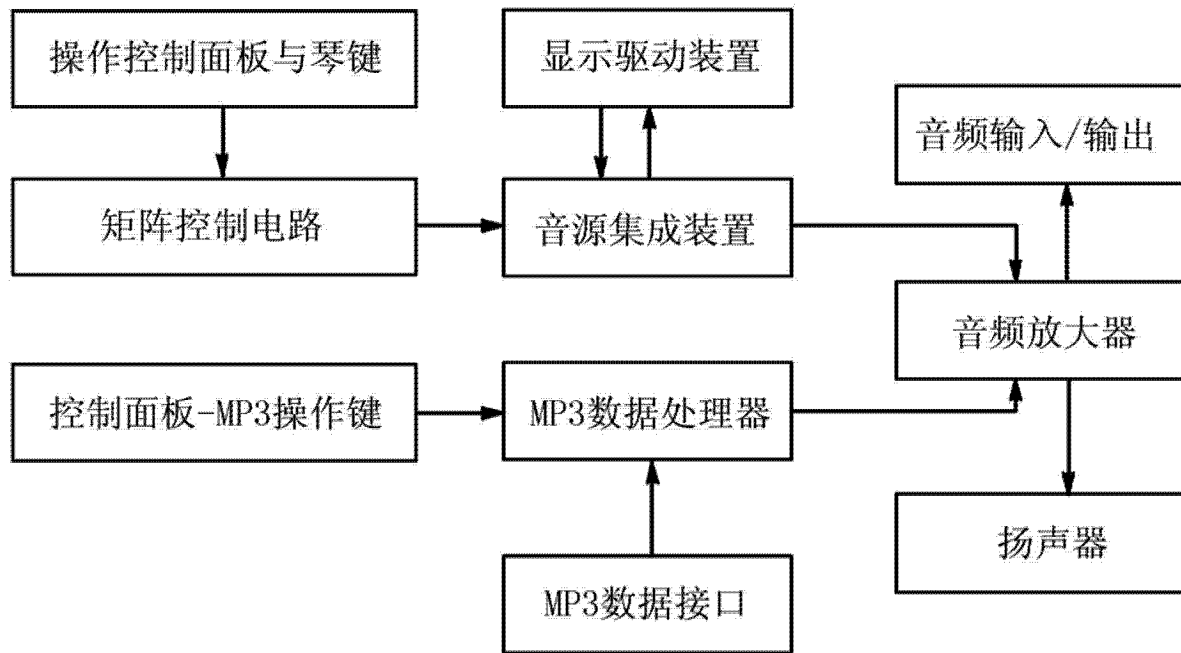 操作控制面板与琴键
显示驱动装置
音频输入/输出
矩阵控制电路
音源集成装置
音频放大器
控制面板-MP3操作键
MP3数据处理器
扬声器
MP3数据接口